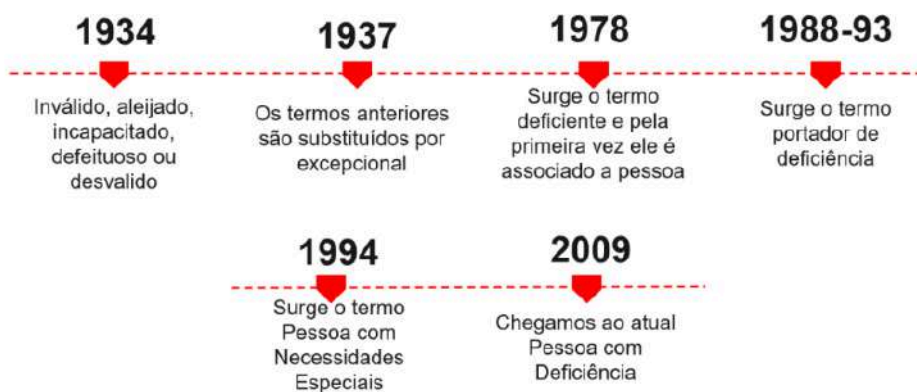 1934
Inválido, aleijado,
incapacitado,
defeituoso ou
desvalido
1937
Os termos anteriores
são substituídos por
excepcional
1978
Surge o termo
deficiente e pela
primeira vez ele é
associado a pessoa
1988-93
Surge o termo
portador de
deficiência
1994
Surge o termo
Pessoa com
Necessidades
Especiais
2009
Chegamos ao atual
Pessoa com
Deficiência